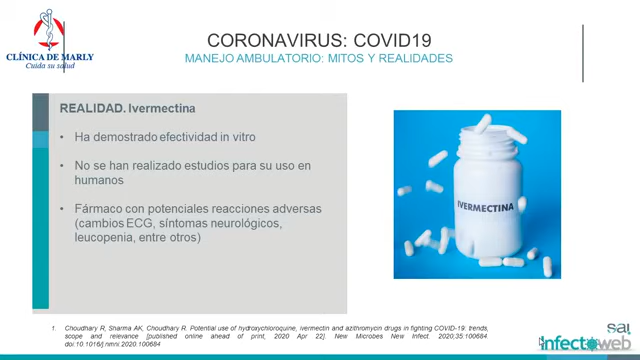 CORONAVIRUS: COVID19
CLÍNICA DE MARLY
Cuida su salud
MANEJO AMBULATORIO: MITOS Y REALIDADES
REALIDAD. Ivermectina
• Ha demostrado efectividad in vitro
• No se han realizado estudios para su uso en
humanos
• Fármaco con potenciales reacciones adversas
(cambios ECG, síntomas neurológicos,
leucopenia, entre otros)
IVERMECTINA
1. Choudhary R, Sharma AK, Choudhary R. Potential use of hydroxychloroquine, ivermectin and azithromycin drugs in fighting COVID-19: trends,
scope and relevance [published online ahead of print, 2020 Apr 22]. New Microbes New Infect. 2020;35:100684.
doi:10.1016/j.nmni.2020.100684
sai
infectoweb